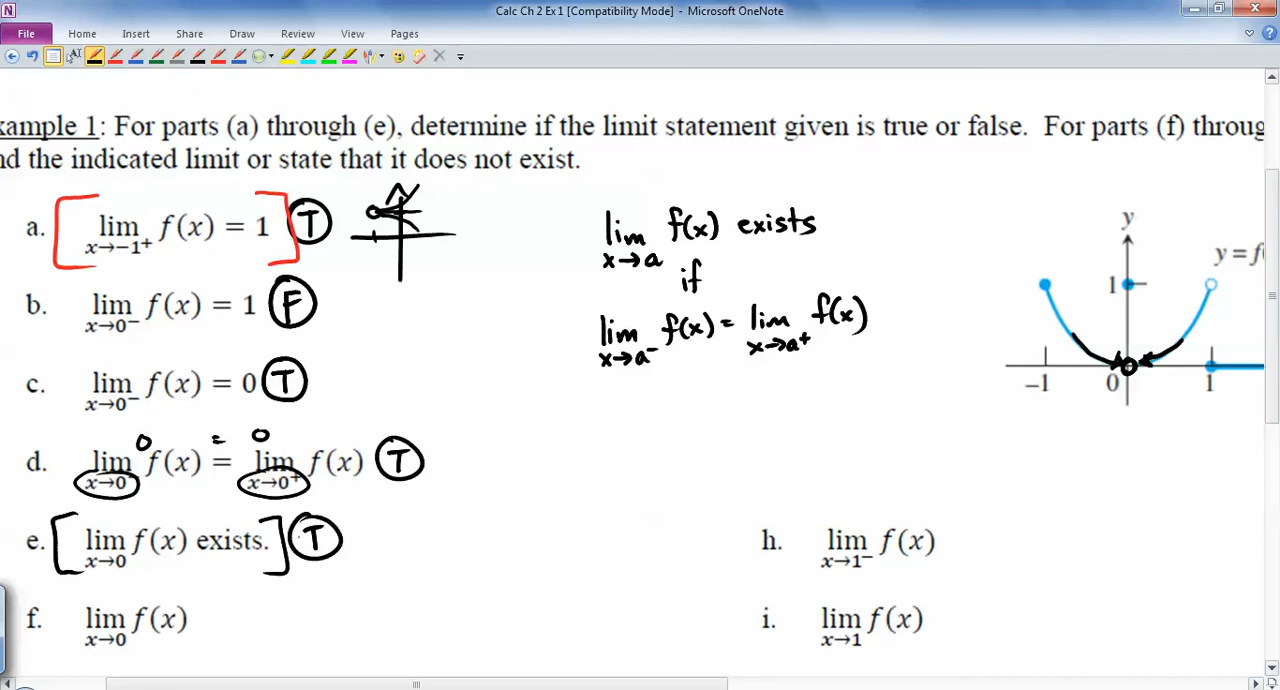 Calc Ch 2 Ex1 [Compatibility Mode] - Microsoft OneNote
File Home Insert Share Draw Review View Pages
xample 1: For parts (a) through (e), determine if the limit statement given is true or false. For parts (f) throug
nd the indicated limit or state that it does not exist.
a. [ lim x→−1⁺ f(x) = 1 ] T
b. lim x→0⁻ f(x) = 1 F
c. lim x→0⁻ f(x) = 0 T
0 = 0
d. lim x→0⁻ f(x) = lim x→0⁺ f(x) T
e. [ lim x→0 f(x) exists. ] T
f. lim x→0 f(x)
lim x→a f(x) exists
if
lim x→a⁻ f(x) = lim x→a⁺ f(x)
y
y = f(
1
−1 0 1
h. lim x→1⁻ f(x)
i. lim x→1 f(x)